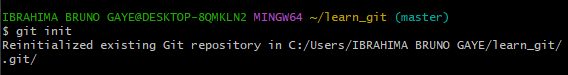 IBRAHIMA BRUNO GAYE@DESKTOP-8QMKLN2 MINGW64 ~/learn_git (master)
$ git init
Reinitialized existing Git repository in C:/Users/IBRAHIMA BRUNO GAYE/learn_git/
.git/